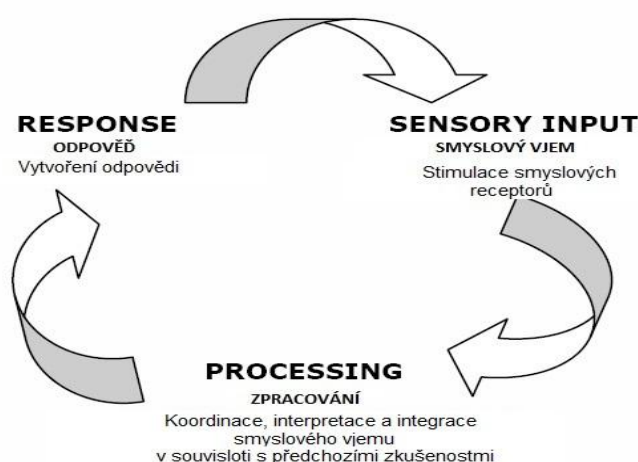 RESPONSE
ODPOVĚĎ
Vytvoření odpovědi
SENSORY INPUT
SMYSLOVÝ VJEM
Stimulace smyslových
receptorů
PROCESSING
ZPRACOVÁNÍ
Koordinace, interpretace a integrace
smyslového vjemu
v souvisloti s předchozími zkušenostmi